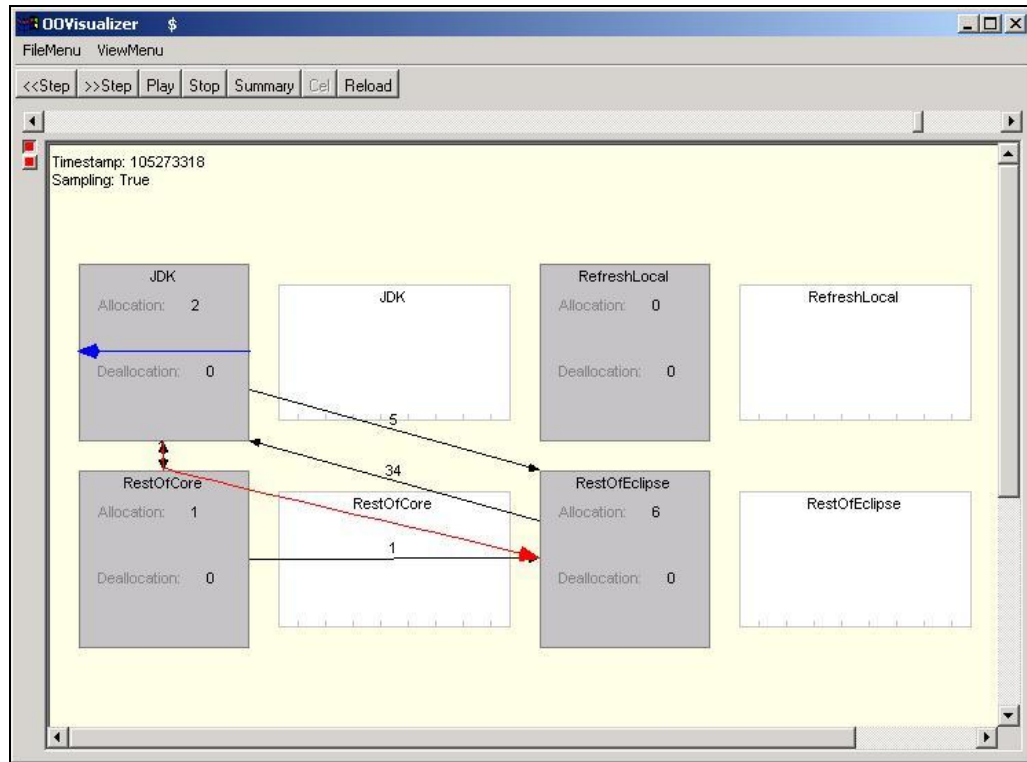 OOVisualizer $
FileMenu ViewMenu
<<Step >>Step Play Stop Summary Cel Reload
Timestamp: 105273318
Sampling: True
JDK
Allocation: 2
Deallocation: 0
JDK
RefreshLocal
Allocation: 0
Deallocation: 0
RefreshLocal
5
34
RestOfCore
Allocation: 1
Deallocation: 0
RestOfCore
1
RestOfEclipse
Allocation: 6
Deallocation: 0
RestOfEclipse